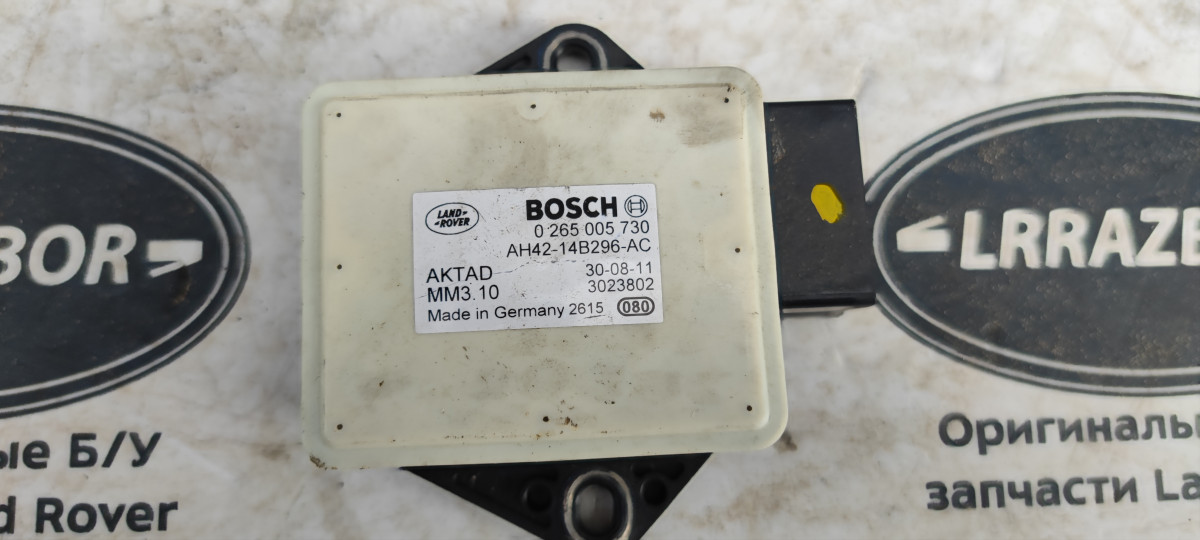 LAND
ROVER
BOSCH
0 265 005 730
AH42-14B296-AC
AKTAD 30-08-11
MM3.10 3023802
Made in Germany 2615 080
BOR
ые Б/У
d Rover
LRRAZB
Оригиналь
запчасти La